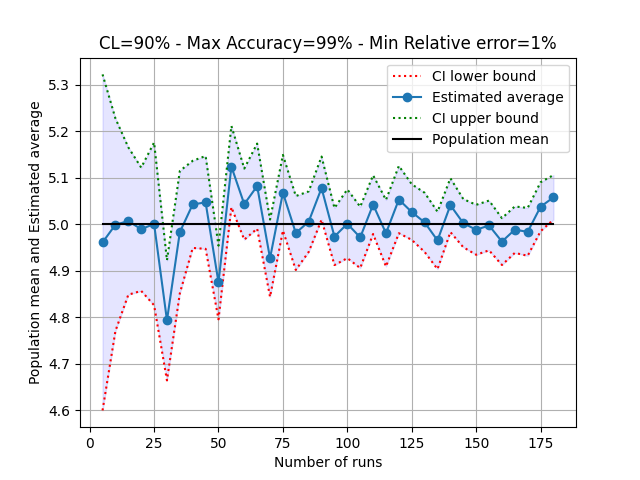 CL=90% - Max Accuracy=99% - Min Relative error=1%
CI lower bound
Estimated average
CI upper bound
Population mean
Population mean and Estimated average
5.3
5.2
5.1
5.0
4.9
4.8
4.7
4.6
0 25 50 75 100 125 150 175
Number of runs